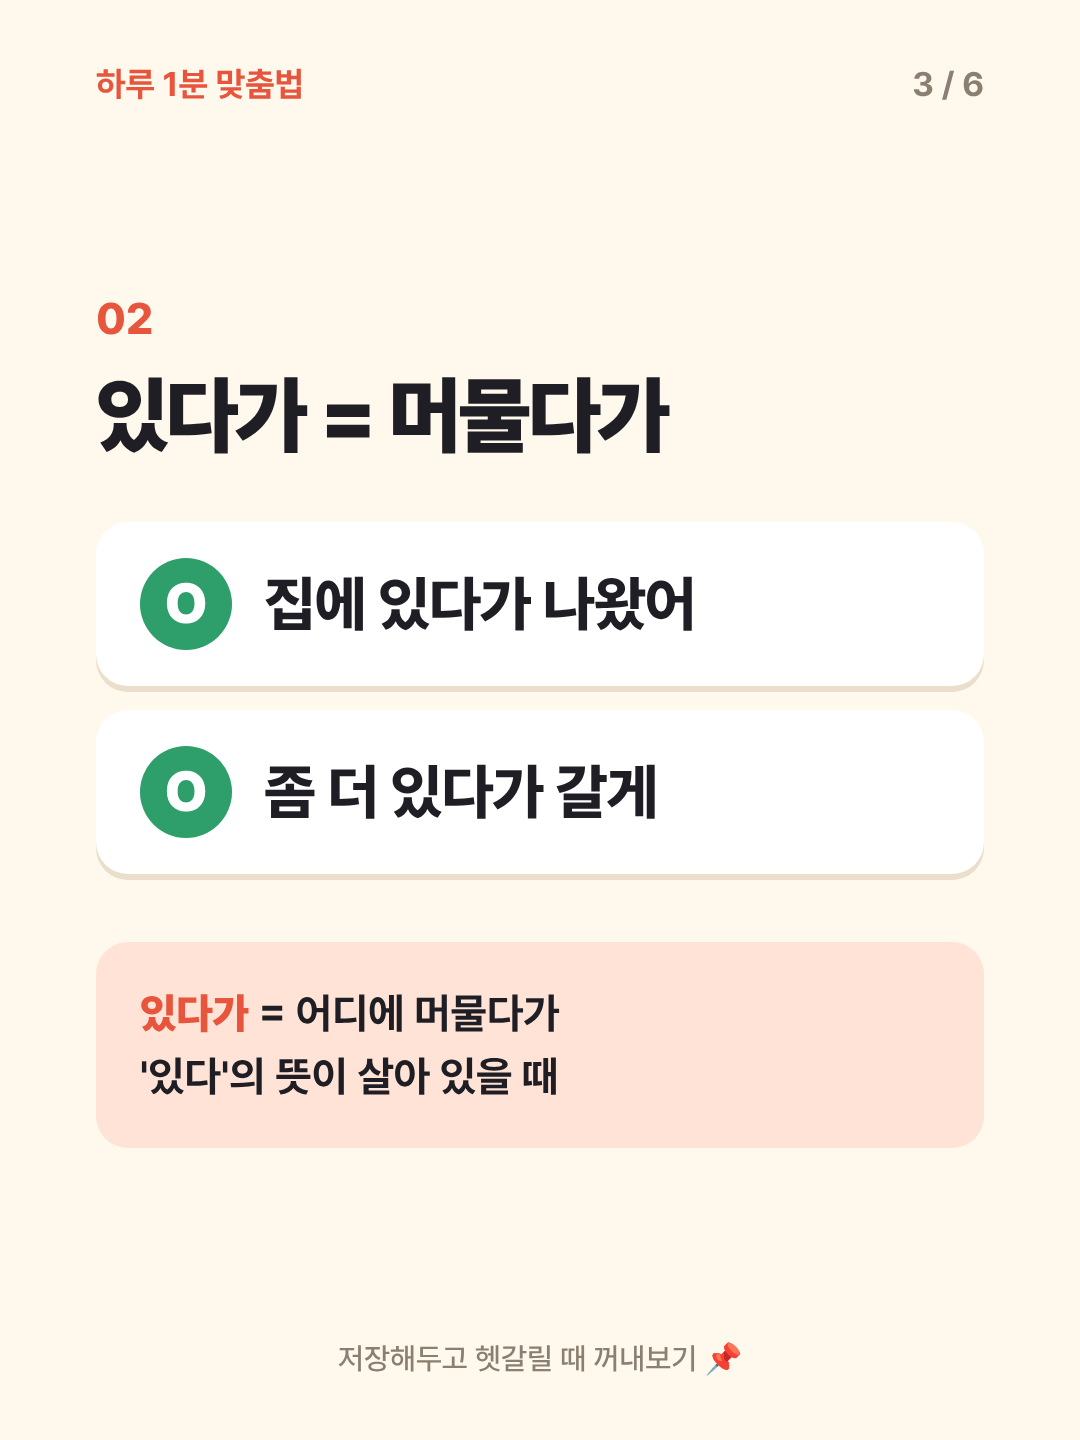 하루 1분 맞춤법
3 / 6
02
있다가 = 머물다가
O 집에 있다가 나왔어
O 좀 더 있다가 갈게
있다가 = 어디에 머물다가
'있다'의 뜻이 살아 있을 때
저장해두고 헷갈릴 때 꺼내보기 📌